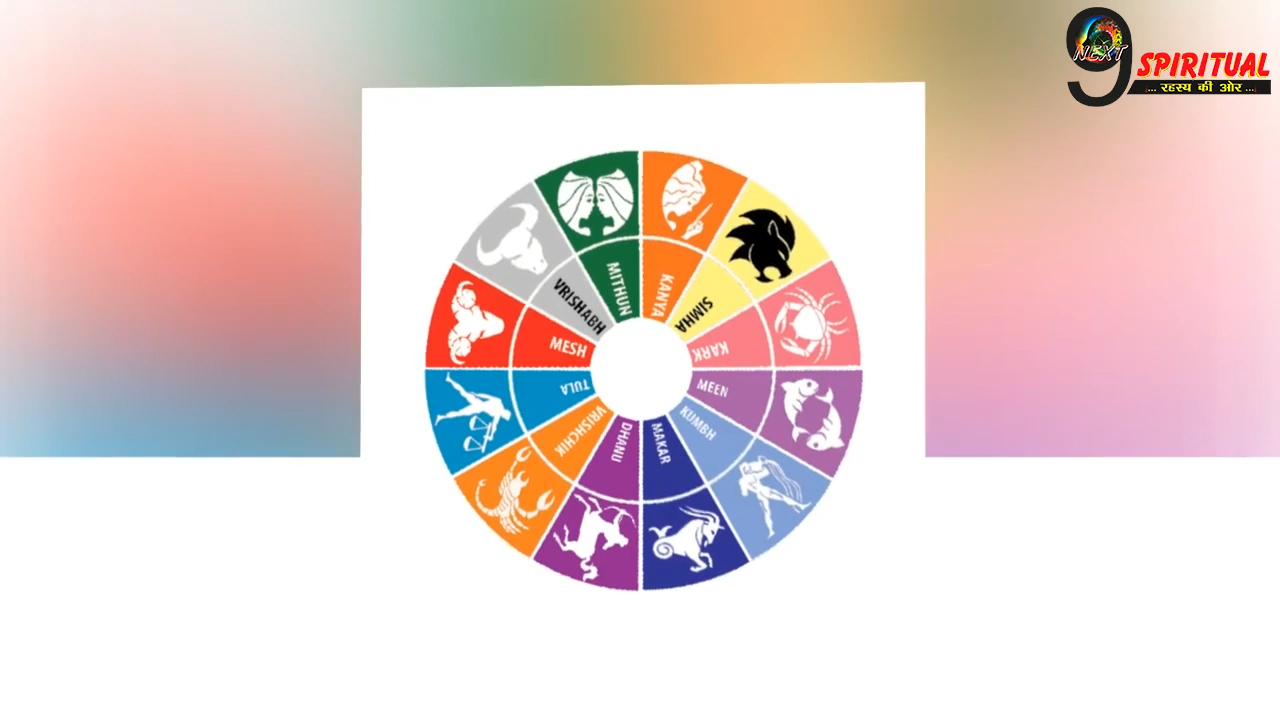 9
NEXT
SPIRITUAL
... रहस्य की ओर ...
MITHUN
KANYA
VRISHABH
SIMHA
MESH
KARK
TULA
MEEN
VRISHCHIK
KUMBH
DHANU
MAKAR